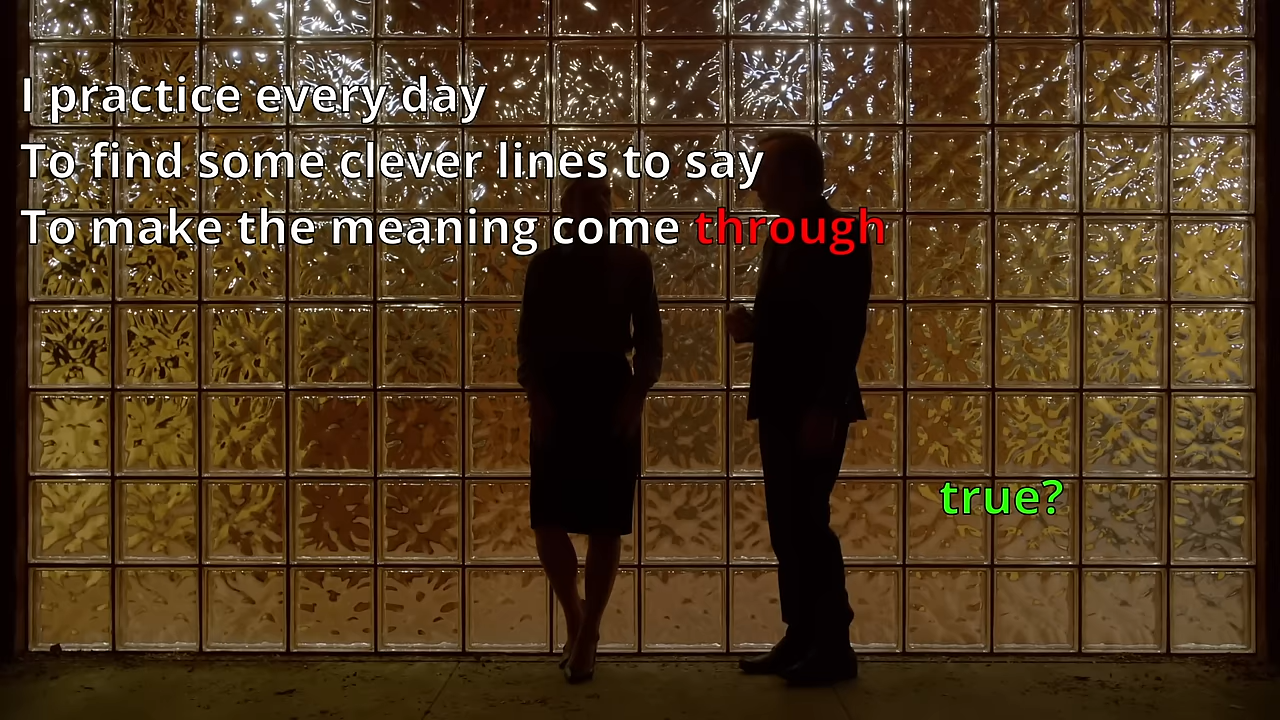 I practice every day
To find some clever lines to say
To make the meaning come through
true?